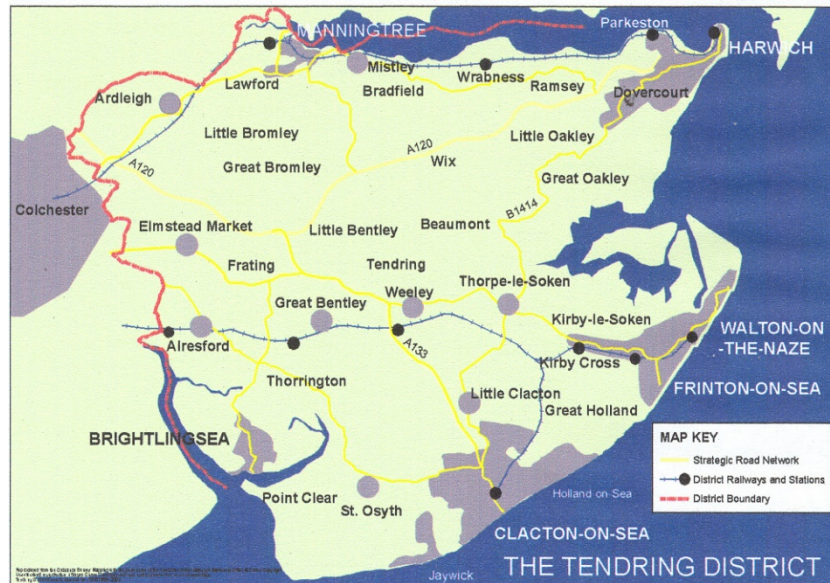 MANNINGTREE
Parkeston
HARWICH
Mistley
Lawford
Wrabness
Bradfield
Ramsey
Ardleigh
Dovercourt
Little Bromley
Little Oakley
A120
Great Bromley
A120
Wix
Great Oakley
Colchester
B1414
Elmstead Market
Little Bentley
Beaumont
Frating
Tendring
Thorpe-le-Soken
Great Bentley
Weeley
Kirby-le-Soken
WALTON-ON
-THE-NAZE
Alresford
A133
Kirby Cross
Thorrington
Little Clacton
FRINTON-ON-SEA
Great Holland
BRIGHTLINGSEA
MAP KEY
Strategic Road Network
District Railways and Stations
District Boundary
Point Clear
St. Osyth
Holland on Sea
CLACTON-ON-SEA
Jaywick
THE TENDRING DISTRICT